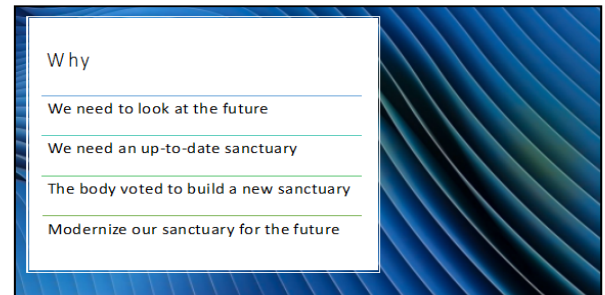 Why
We need to look at the future
We need an up-to-date sanctuary
The body voted to build a new sanctuary
Modernize our sanctuary for the future